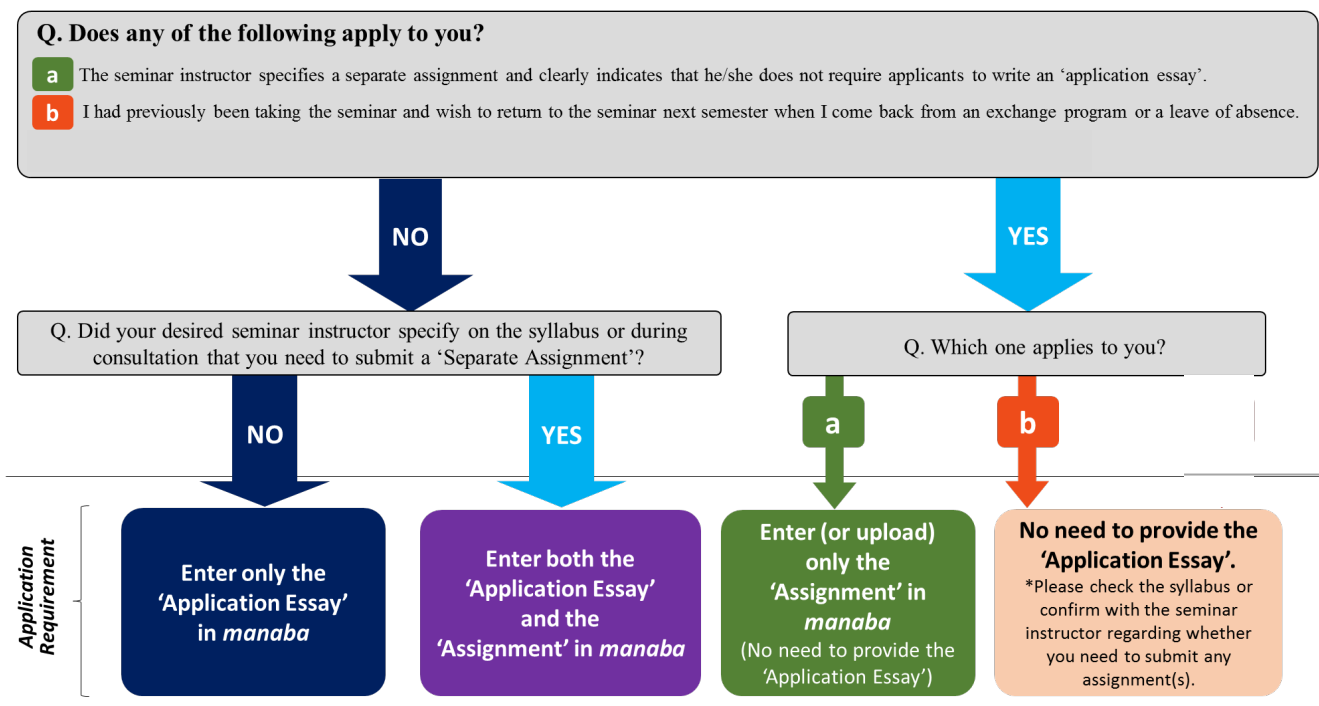 Q. Does any of the following apply to you?
a The seminar instructor specifies a separate assignment and clearly indicates that he/she does not require applicants to write an ‘application essay’.
b I had previously been taking the seminar and wish to return to the seminar next semester when I come back from an exchange program or a leave of absence.
NO
YES
Q. Did your desired seminar instructor specify on the syllabus or during
consultation that you need to submit a ‘Separate Assignment’?
Q. Which one applies to you?
NO
YES
a
b
Application
Requirement
Enter only the
‘Application Essay’
in manaba
Enter both the
‘Application Essay’
and the
‘Assignment’ in manaba
Enter (or upload)
only the
‘Assignment’ in
manaba
(No need to provide the
‘Application Essay’)
No need to provide the
‘Application Essay’.
*Please check the syllabus or
confirm with the seminar
instructor regarding whether
you need to submit any
assignment(s).